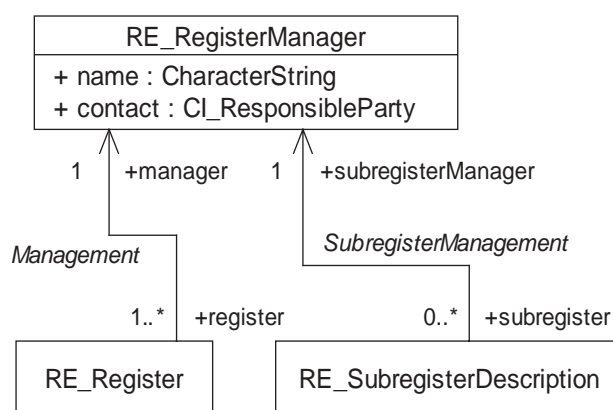 RE_RegisterManager
+ name : CharacterString
+ contact : CI_ResponsibleParty
1 +manager 1 +subregisterManager
Management SubregisterManagement
1..* +register 0..* +subregister
RE_Register RE_SubregisterDescription